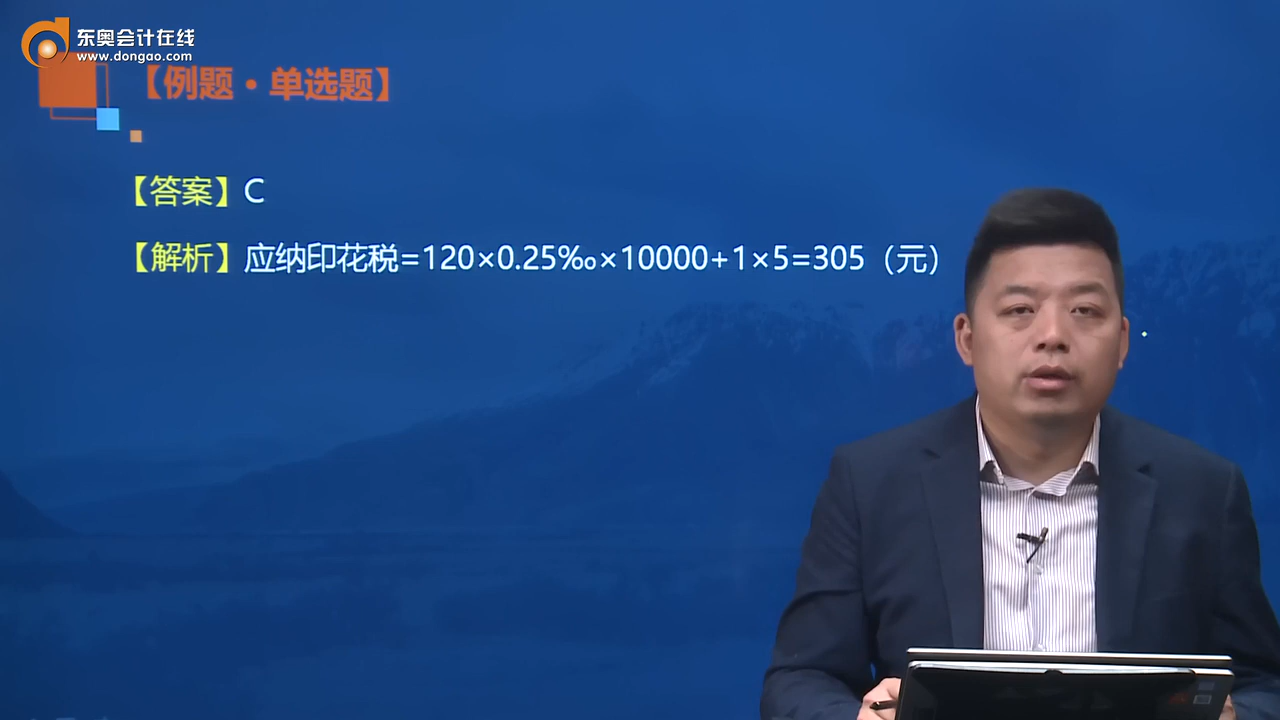 东奥会计在线
www.dongao.com
【例题·单选题】
【答案】C
【解析】应纳印花税=120×0.25‰×10000+1×5=305（元）